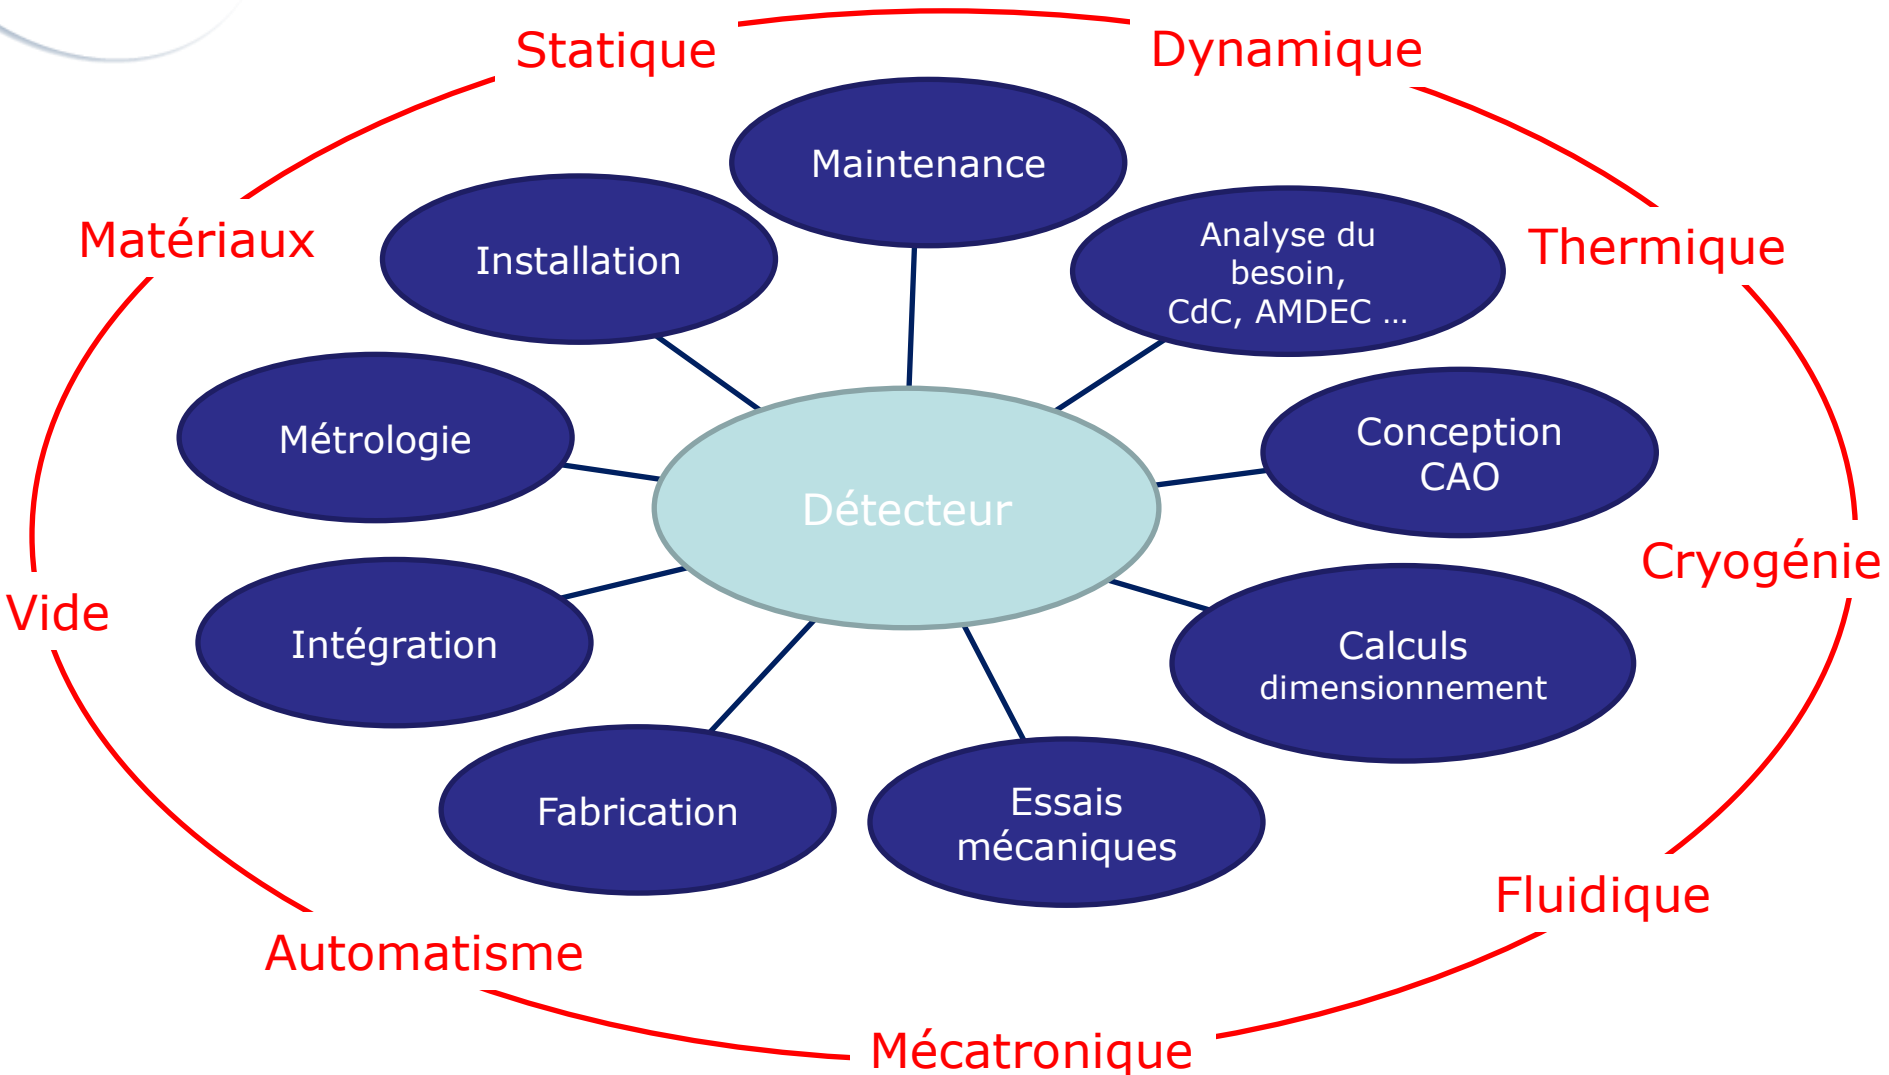 Statique
Dynamique
Maintenance
Matériaux
Installation
Analyse du
besoin,
CdC, AMDEC ...
Thermique
Métrologie
Conception
CAO
Détecteur
Cryogénie
Vide
Intégration
Calculs
dimensionnement
Fabrication
Essais
mécaniques
Fluidique
Automatisme
Mécatronique